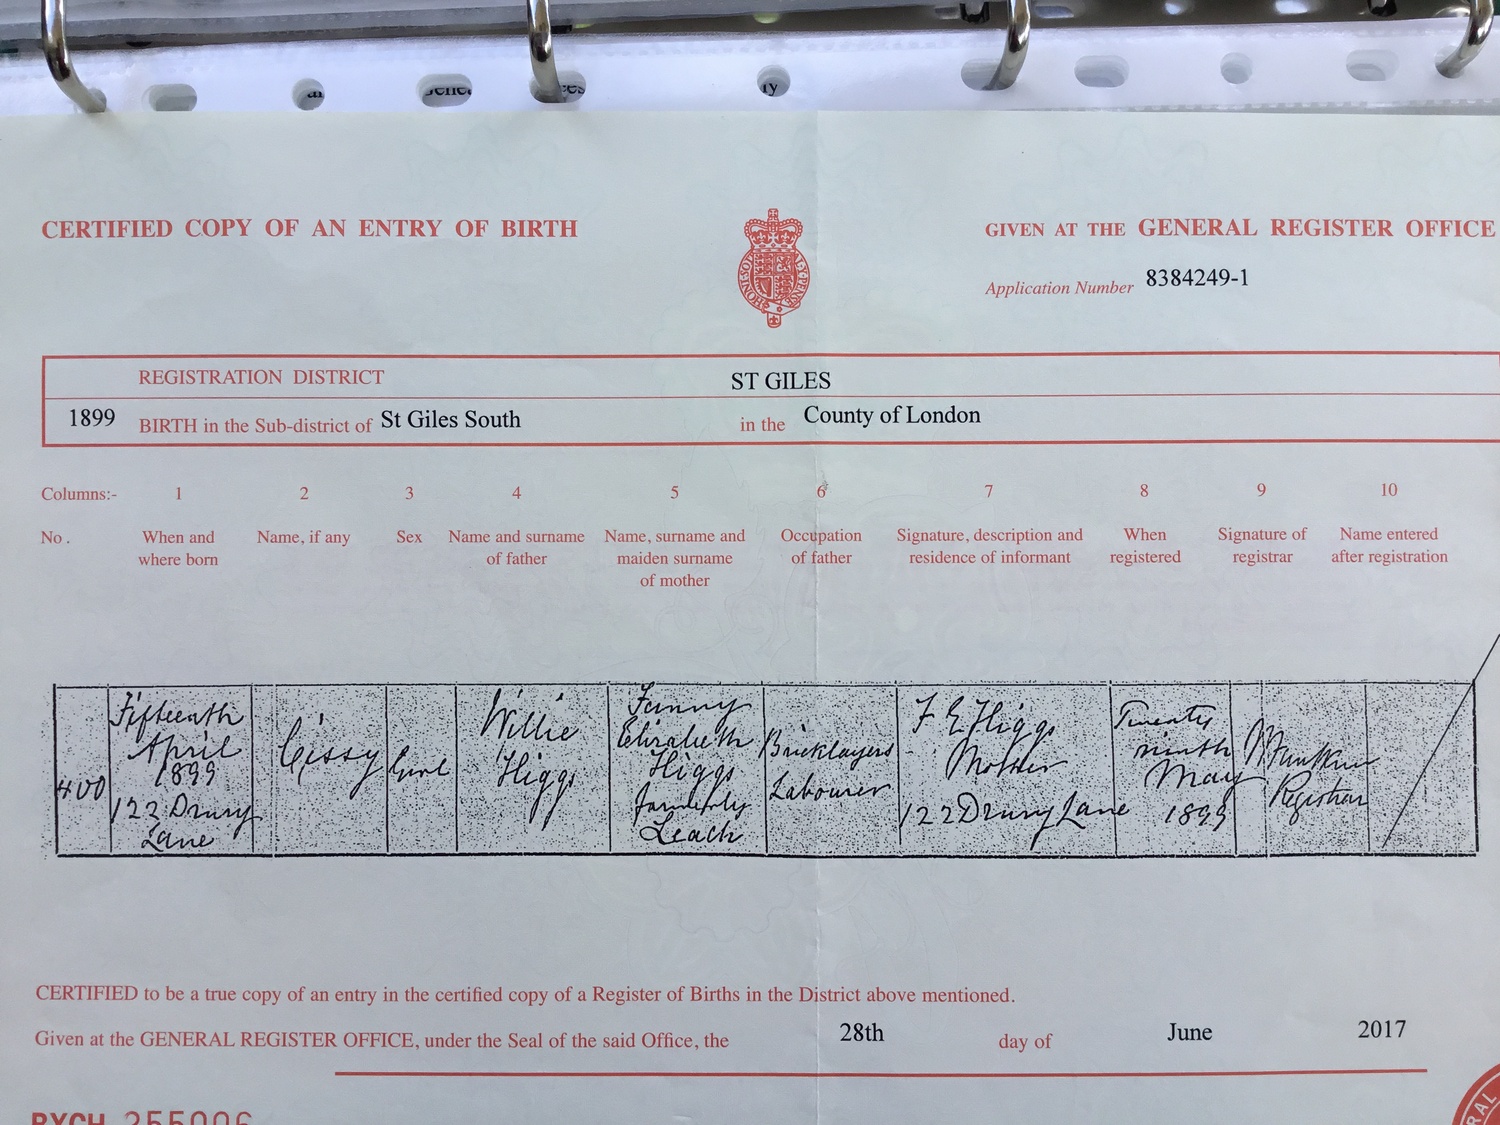 CERTIFIED COPY OF AN ENTRY OF BIRTH
GIVEN AT THE GENERAL REGISTER OFFICE
Application Number 8384249-1
REGISTRATION DISTRICT ST GILES
1899 BIRTH in the Sub-district of St Giles South in the County of London
Columns:- 1 2 3 4 5 6 7 8 9 10
No. When and where born
Name, if any
Sex
Name and surname of father
Name, surname and maiden surname of mother
Occupation of father
Signature, description and residence of informant
When registered
Signature of registrar
Name entered after registration
400
Fifteenth
April
1899
122 Drury
Lane
Cissy
Girl
Willie
Higgs
Fanny
Elizabeth
Higgs
formerly
Leach
Bricklayers
Labourer
F E Higgs
Mother
122 Drury Lane
Twenty
ninth
May
1899
Registrar
CERTIFIED to be a true copy of an entry in the certified copy of a Register of Births in the District above mentioned.
Given at the GENERAL REGISTER OFFICE, under the Seal of the said Office, the 28th day of June 2017
BXCH 255006